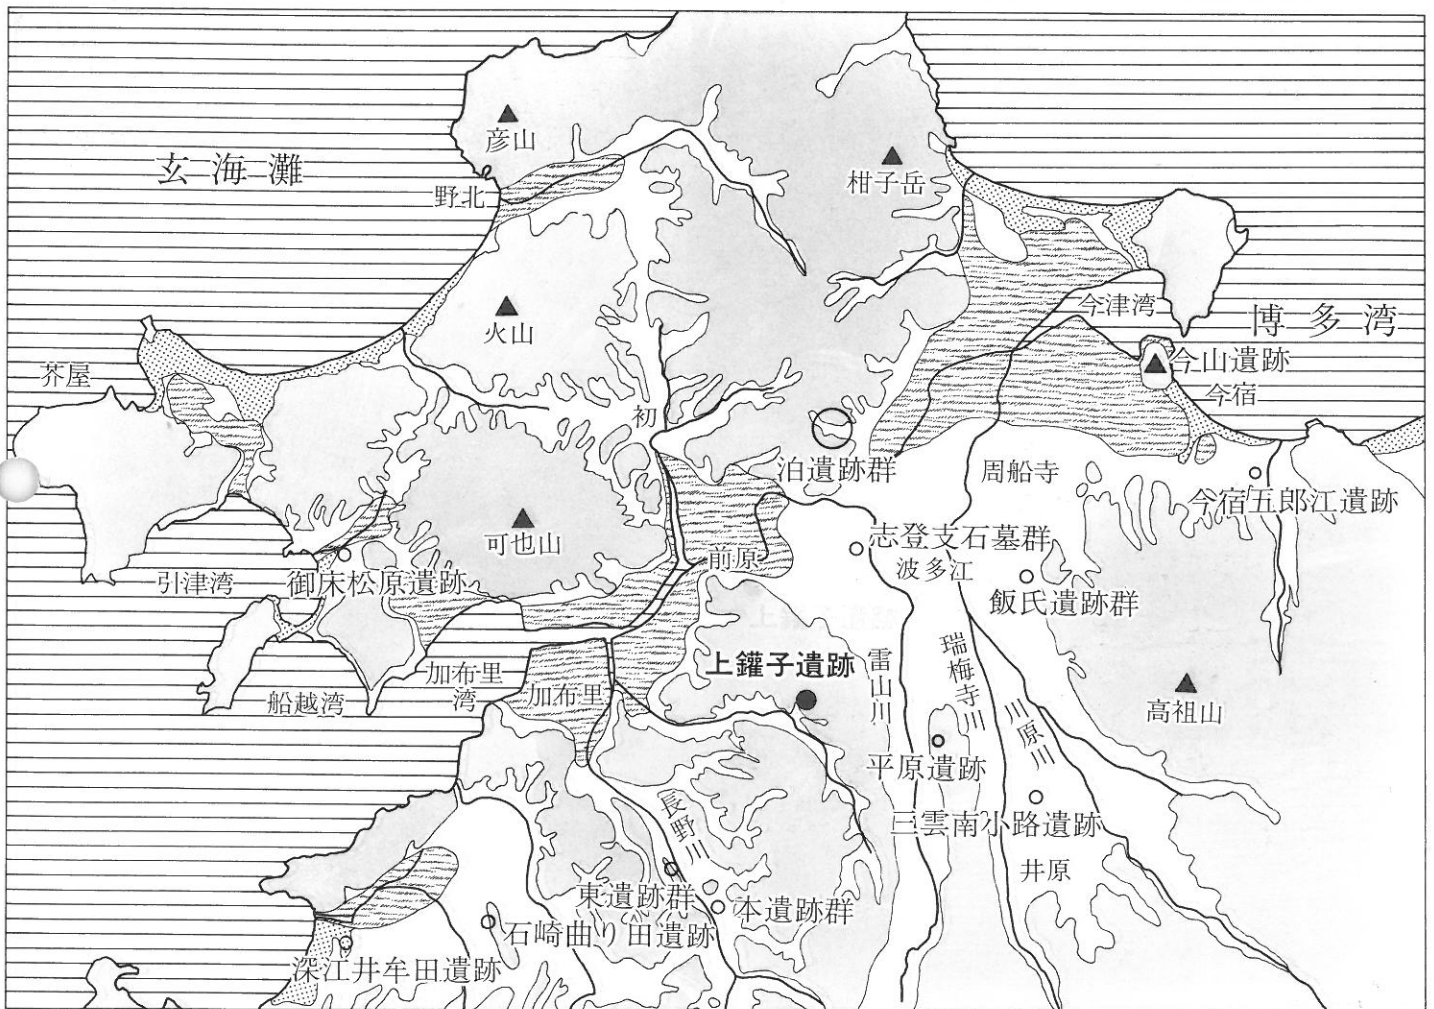 彦山
玄海灘
柑子岳
野北
今津湾
博多湾
火山
今山遺跡
芥屋
今宿
初
泊遺跡群
周船寺
今宿五郎江遺跡
可也山
前原
志登支石墓群
波多江
引津湾
御床松原遺跡
飯氏遺跡群
上鑵子遺跡
雷山川
瑞梅寺川
加布里湾
加布里
船越湾
川原川
高祖山
平原遺跡
長野川
三雲南小路遺跡
井原
東遺跡群
本遺跡群
石崎曲り田遺跡
深江井牟田遺跡